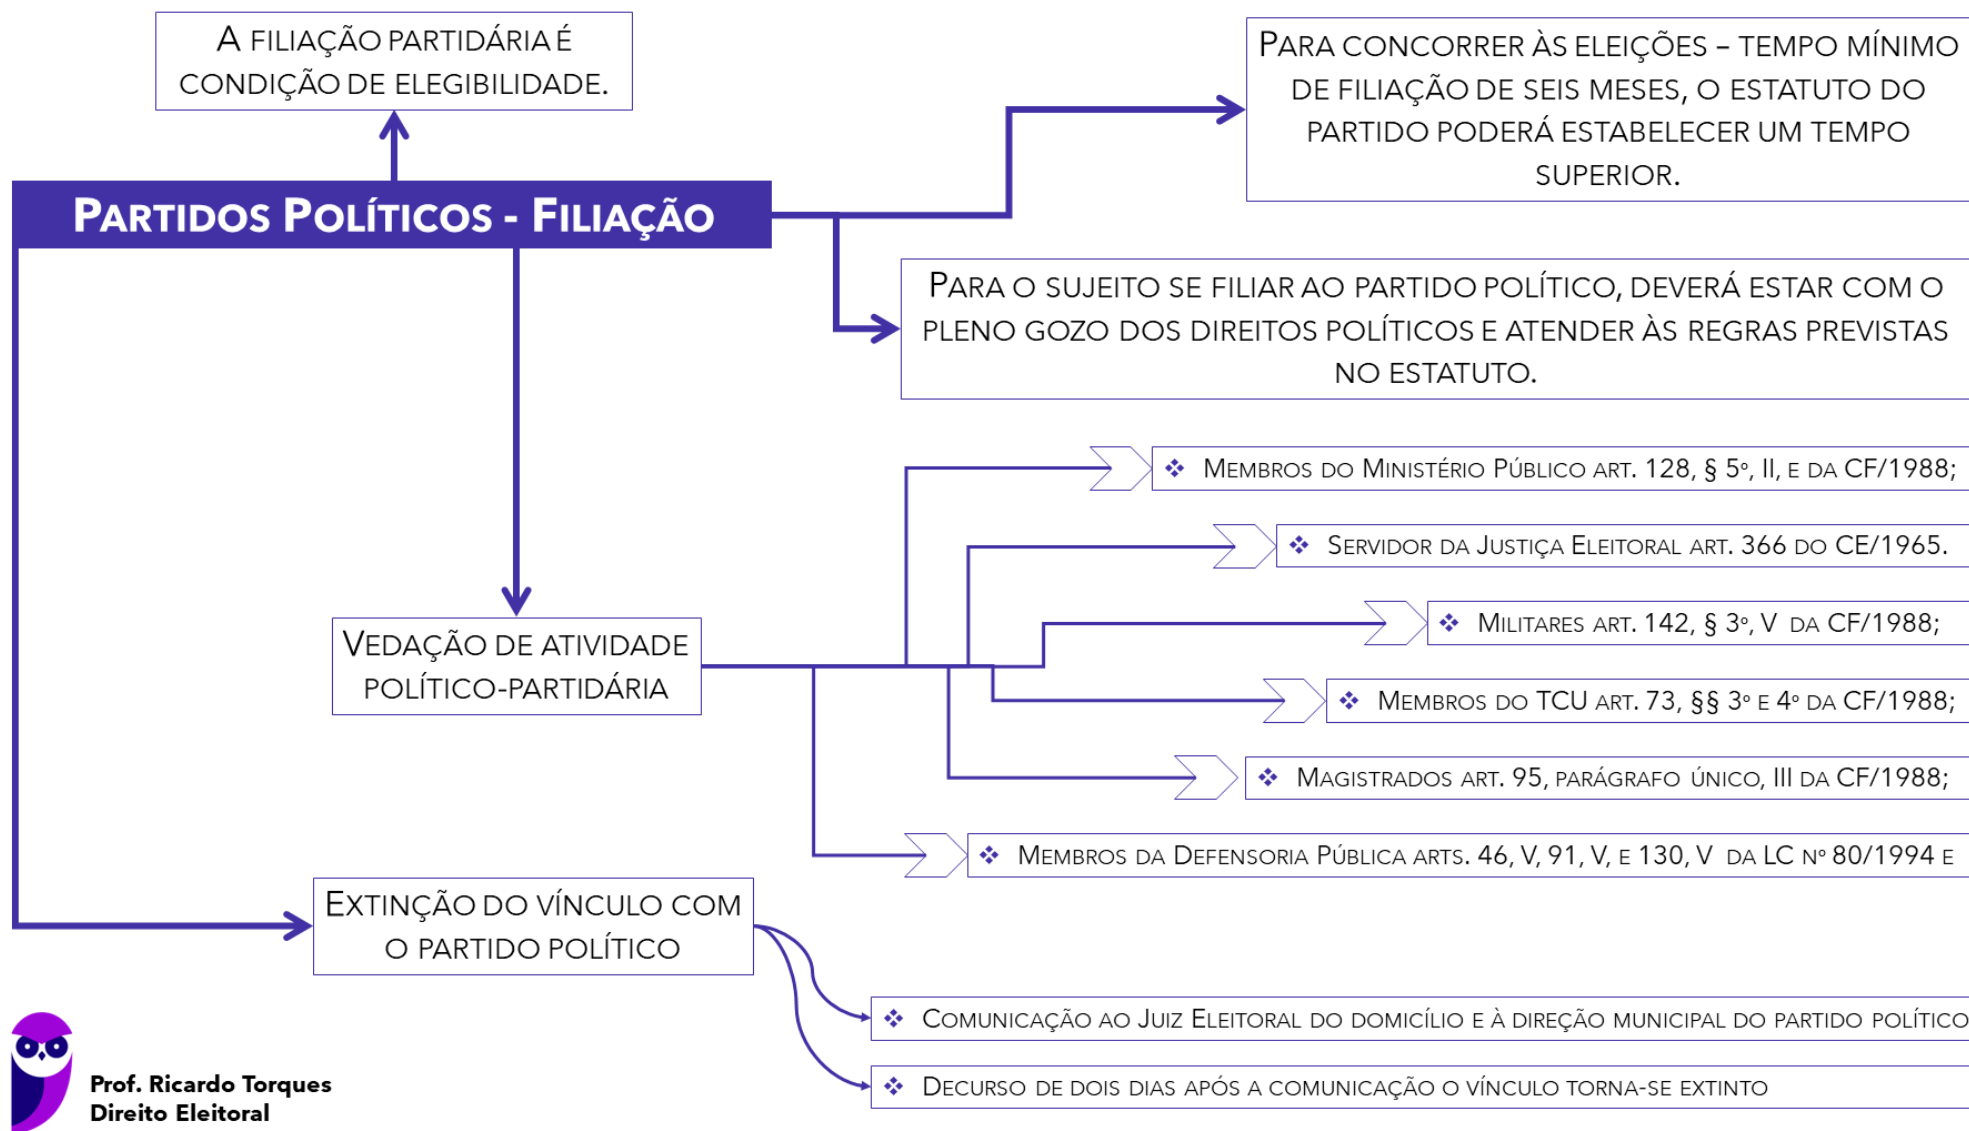 A FILIAÇÃO PARTIDÁRIA É
CONDIÇÃO DE ELEGIBILIDADE.
PARA CONCORRER ÀS ELEIÇÕES – TEMPO MÍNIMO
DE FILIAÇÃO DE SEIS MESES, O ESTATUTO DO
PARTIDO PODERÁ ESTABELECER UM TEMPO
SUPERIOR.
PARTIDOS POLÍTICOS - FILIAÇÃO
PARA O SUJEITO SE FILIAR AO PARTIDO POLÍTICO, DEVERÁ ESTAR COM O
PLENO GOZO DOS DIREITOS POLÍTICOS E ATENDER ÀS REGRAS PREVISTAS
NO ESTATUTO.
VEDAÇÃO DE ATIVIDADE
POLÍTICO-PARTIDÁRIA
❖ MEMBROS DO MINISTÉRIO PÚBLICO ART. 128, § 5º, II, E DA CF/1988;
❖ SERVIDOR DA JUSTIÇA ELEITORAL ART. 366 DO CE/1965.
❖ MILITARES ART. 142, § 3º, V DA CF/1988;
❖ MEMBROS DO TCU ART. 73, §§ 3º E 4º DA CF/1988;
❖ MAGISTRADOS ART. 95, PARÁGRAFO ÚNICO, III DA CF/1988;
❖ MEMBROS DA DEFENSORIA PÚBLICA ARTS. 46, V, 91, V, E 130, V DA LC Nº 80/1994 E
EXTINÇÃO DO VÍNCULO COM
O PARTIDO POLÍTICO
❖ COMUNICAÇÃO AO JUIZ ELEITORAL DO DOMICÍLIO E À DIREÇÃO MUNICIPAL DO PARTIDO POLÍTICO
❖ DECURSO DE DOIS DIAS APÓS A COMUNICAÇÃO O VÍNCULO TORNA-SE EXTINTO
Prof. Ricardo Torques
Direito Eleitoral